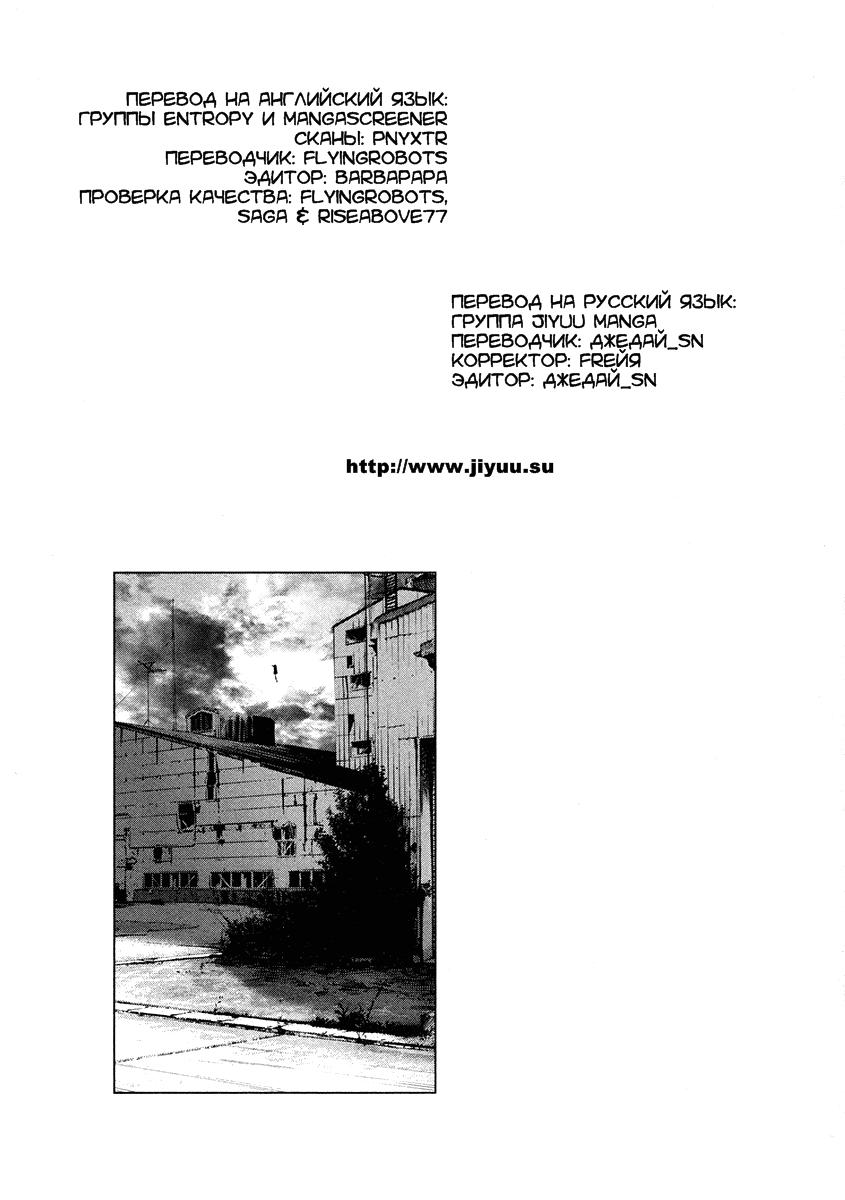 ПЕРЕВОД НА АНГЛИЙСКИЙ ЯЗЫК:
ГРУППЫ ENTROPY И MANGASCREENER
СКАНЫ: PNYXTR
ПЕРЕВОДЧИК: FLYINGROBOTS
ЭДИТОР: BARBAPAPA
ПРОВЕРКА КАЧЕСТВА: FLYINGROBOTS,
SAGA & RISEABOVE77
ПЕРЕВОД НА РУССКИЙ ЯЗЫК:
ГРУППА JIYUU MANGA
ПЕРЕВОДЧИК: ДЖЕДАЙ_SN
КОРРЕКТОР: FREЙЯ
ЭДИТОР: ДЖЕДАЙ_SN
http://www.jiyuu.su